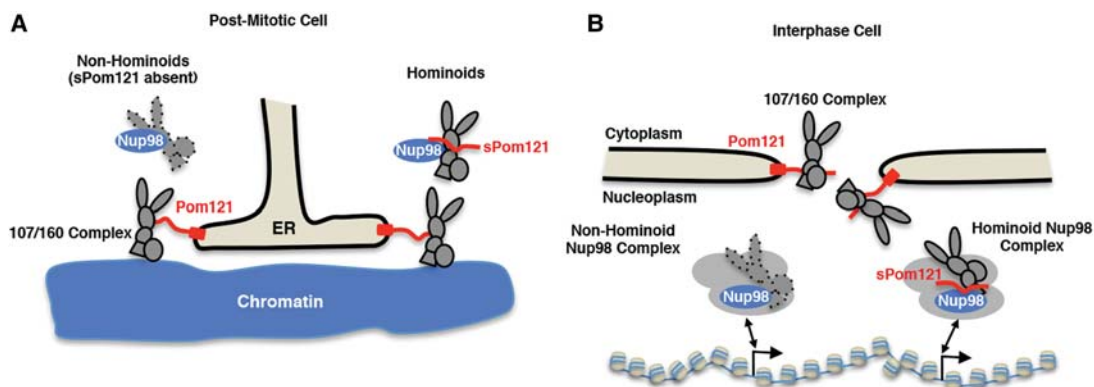 A
Post-Mitotic Cell
Non-Hominoids
(sPom121 absent)
Nup98
Hominoids
Nup98
sPom121
Pom121
107/160 Complex
ER
Chromatin
B
Interphase Cell
107/160 Complex
Cytoplasm
Pom121
Nucleoplasm
Non-Hominoid
Nup98 Complex
Nup98
Hominoid Nup98
Complex
sPom121
Nup98